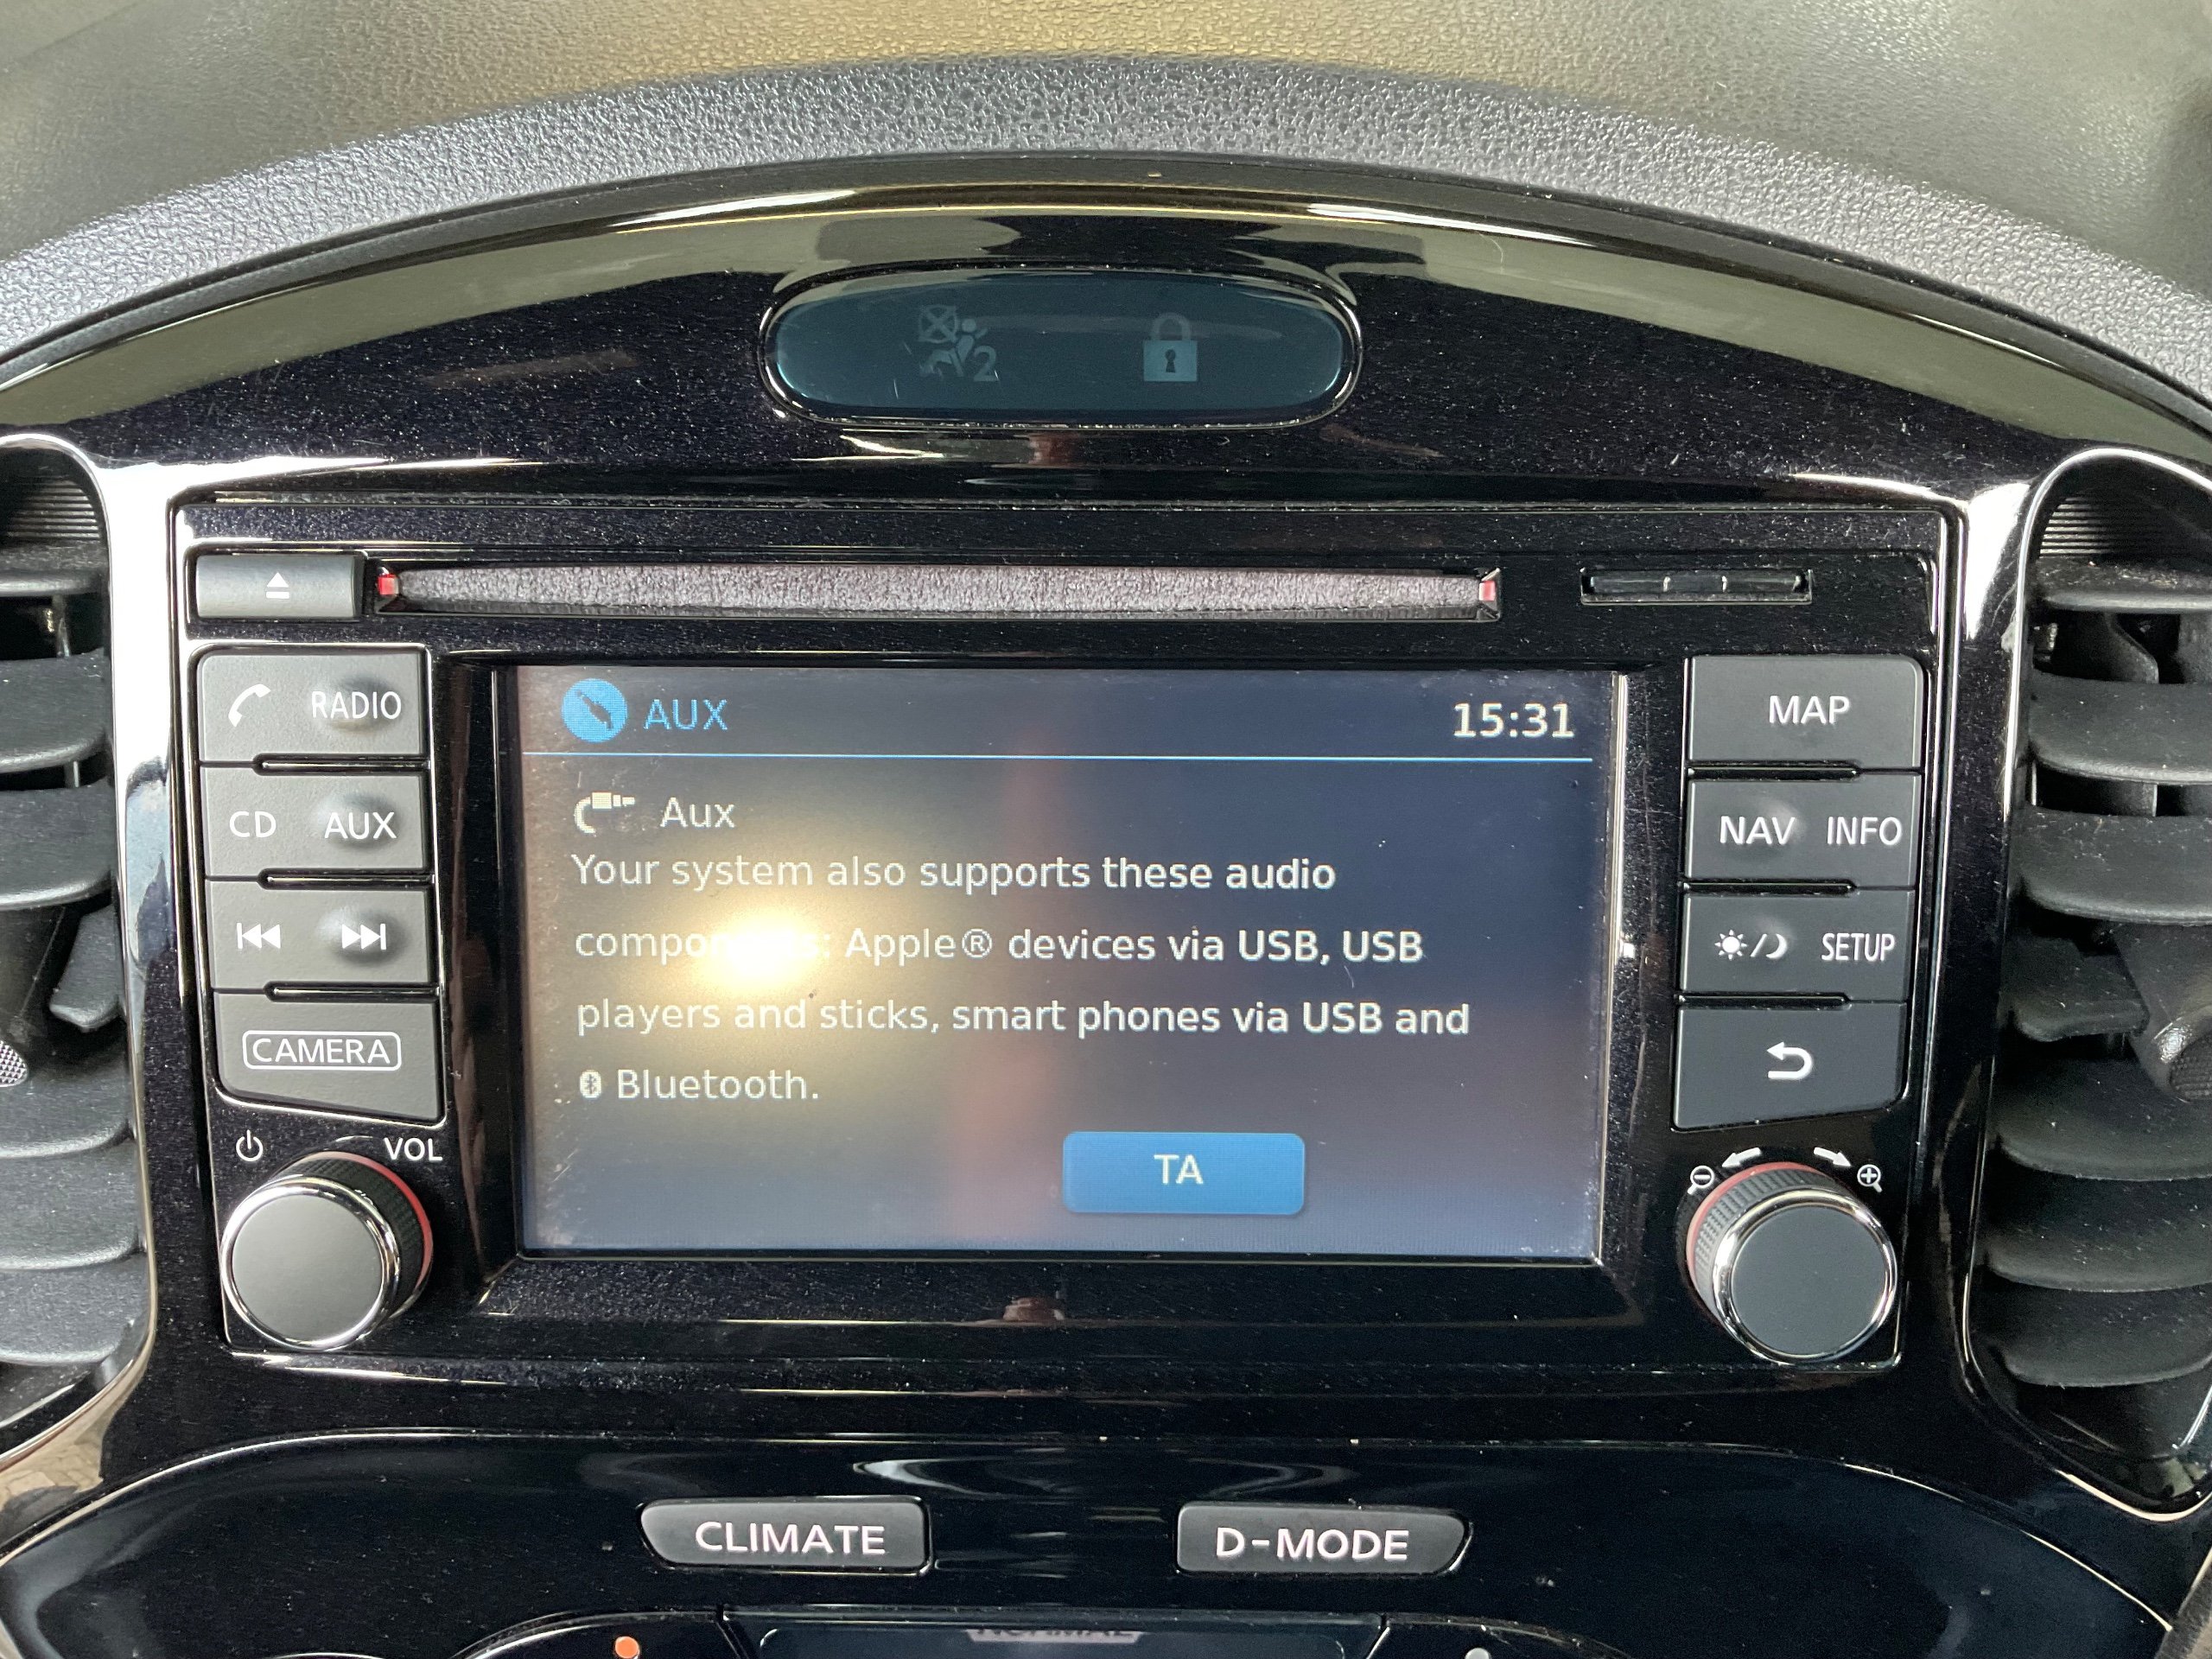 2
RADIO
MAP
AUX 15:31
CD AUX
NAV INFO
Aux
Your system also supports these audio
Apple® devices via USB, USB
players and sticks, smart phones via USB and
Bluetooth.
SETUP
CAMERA
VOL
TA
CLIMATE
D-MODE